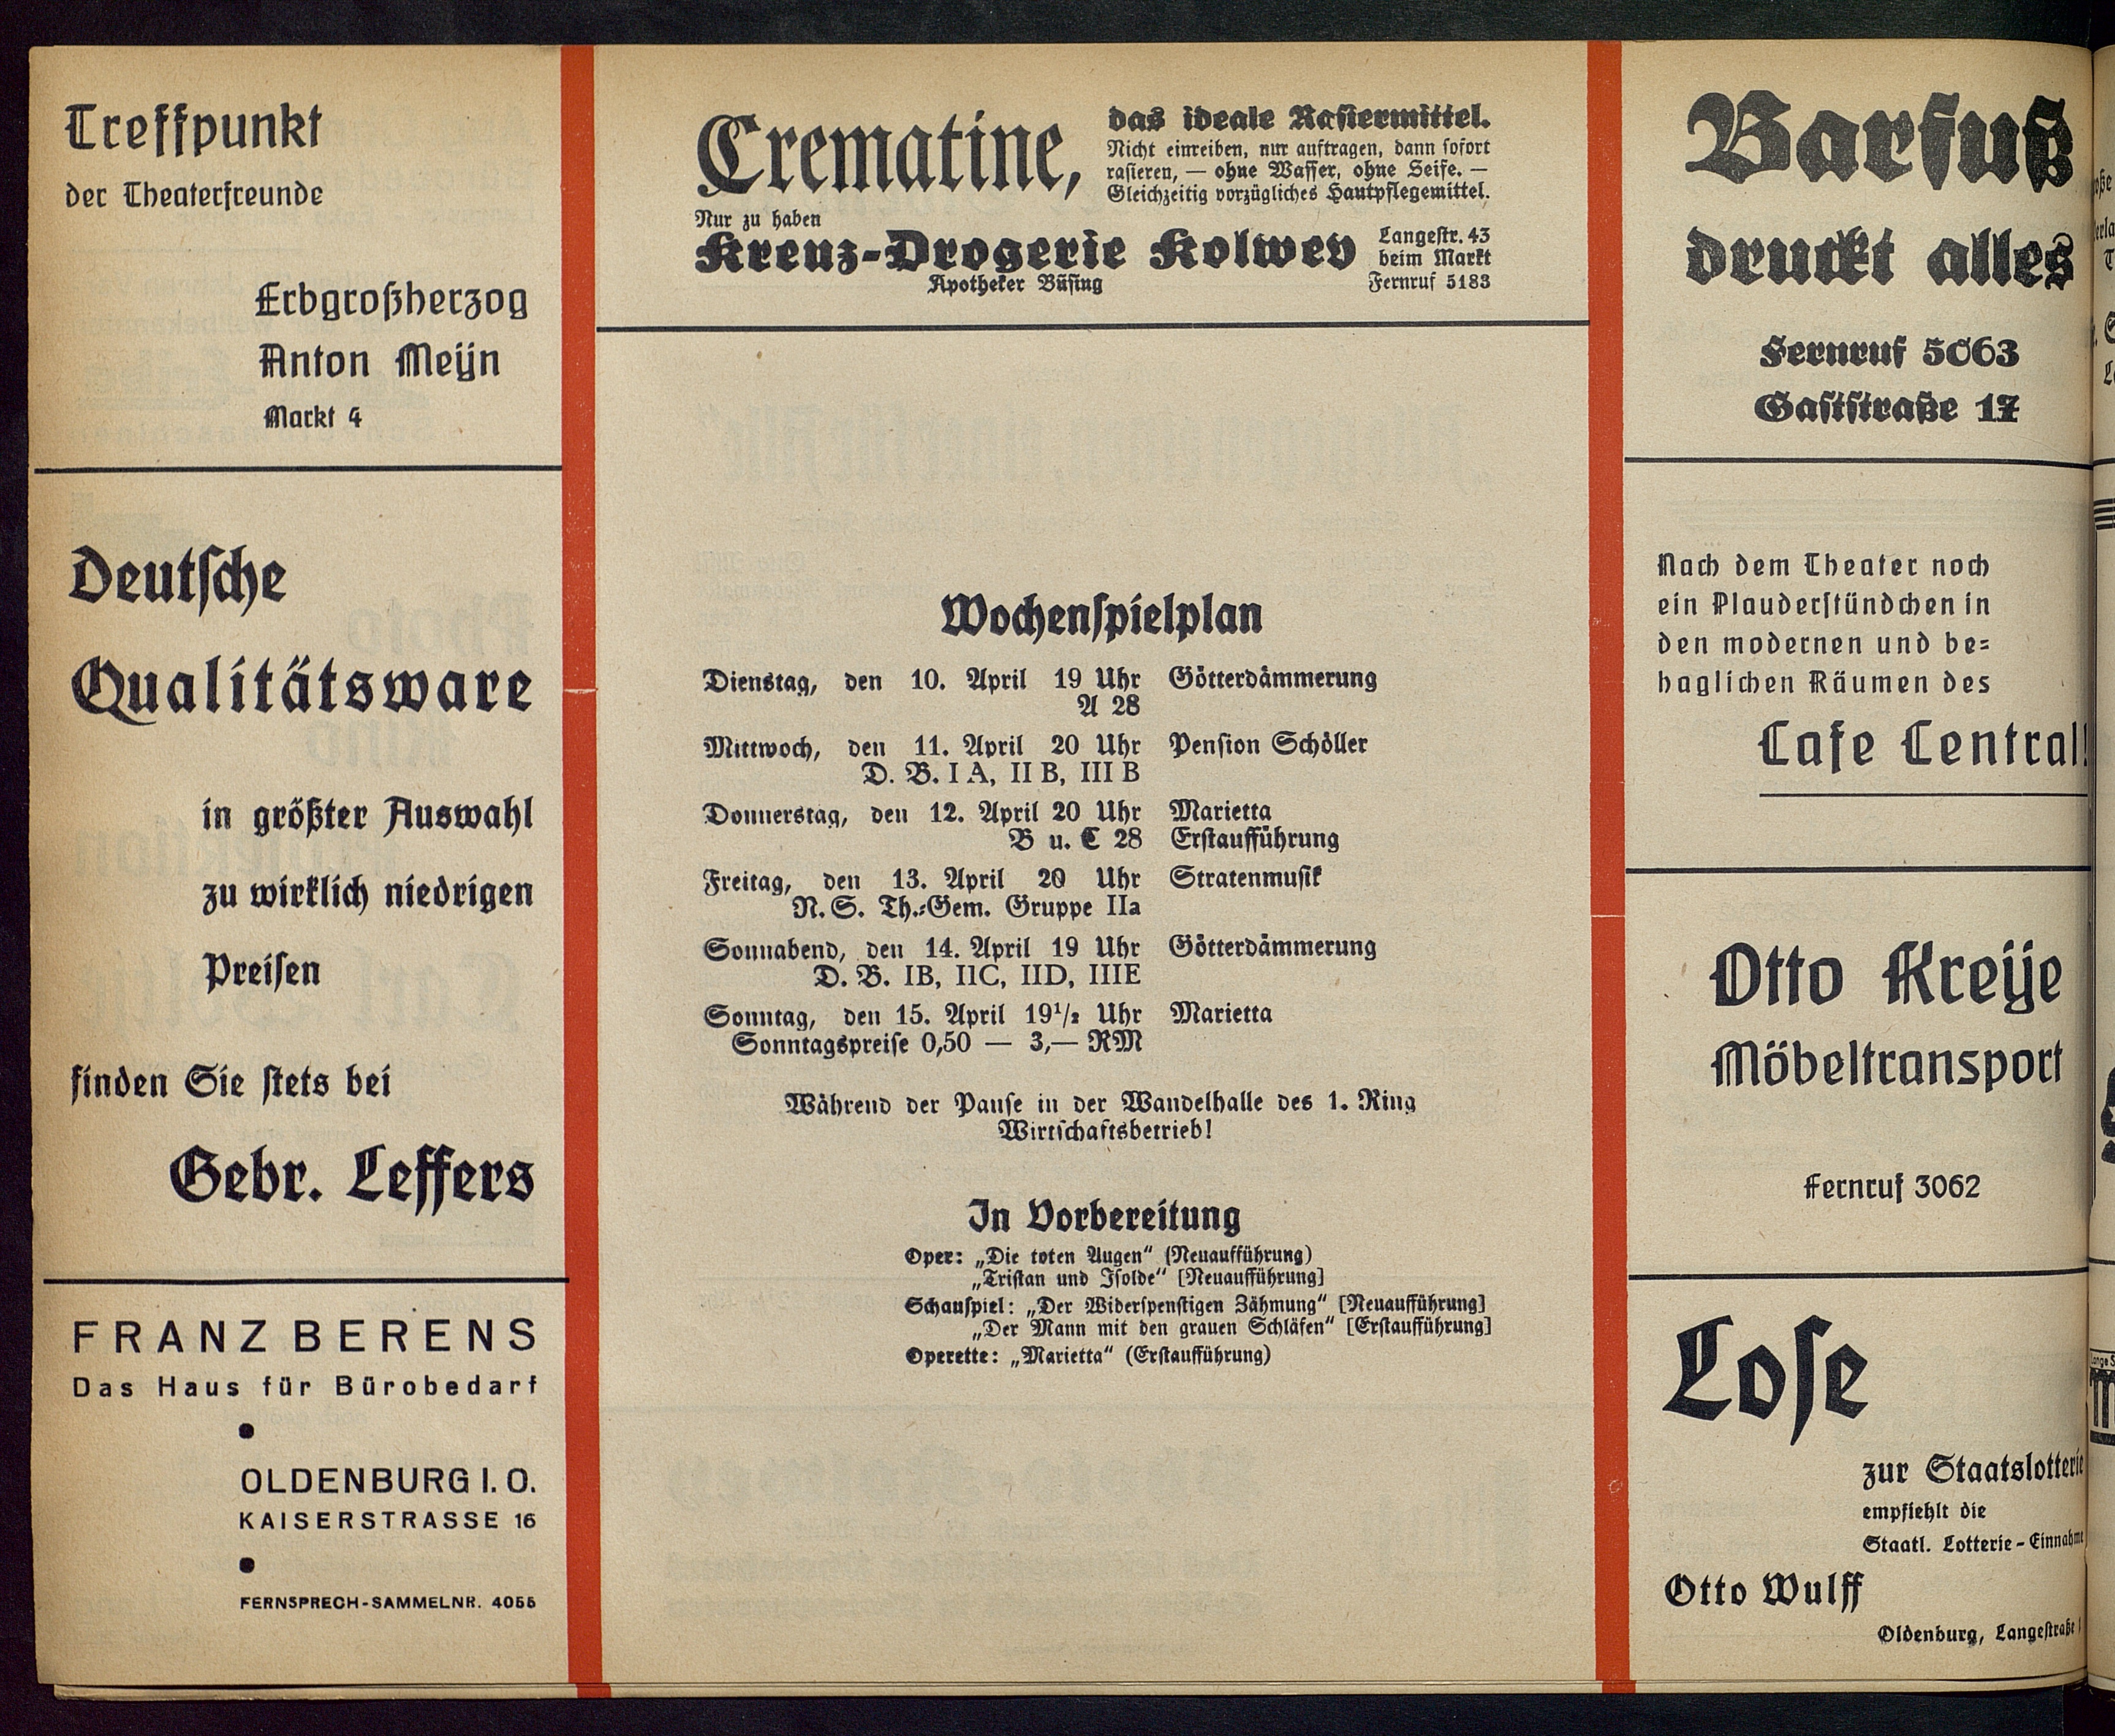 Treffpunkt
der Theaterfreunde
Erbgroßherzog
Anton Meijn
Markt 4
Deutsche
Qualitätsware
in größter Auswahl
zu wirklich niedrigen
Preisen
finden Sie stets bei
Gebr. Leffers
FRANZ BERENS
Das Haus für Bürobedarf
OLDENBURG I. O.
KAISERSTRASSE 16
FERNSPRECH-SAMMELNR. 4055
Crematine,
das ideale Rasiermittel.
Nicht einreiben, nur auftragen, dann sofort
rasieren, — ohne Wasser, ohne Seife. —
Gleichzeitig vorzügliches Hautpflegemittel.
Nur zu haben
Kreuz-Drogerie Kolwey
Apotheker Büsing
Langestr. 43
beim Markt
Fernruf 5183
Wochenspielplan
Dienstag, den 10. April 19 Uhr Götterdämmerung
A 28
Mittwoch, den 11. April 20 Uhr Pension Schöller
D. B. I A, II B, III B
Donnerstag, den 12. April 20 Uhr Marietta
B u. C 28 Erstaufführung
Freitag, den 13. April 20 Uhr Stratenmusik
N. S. Th.-Gem. Gruppe IIa
Sonnabend, den 14. April 19 Uhr Götterdämmerung
D. B. IB, IIC, IID, IIIE
Sonntag, den 15. April 19½ Uhr Marietta
Sonntagspreise 0,50 — 3,— RM
Während der Pause in der Wandelhalle des 1. Ring
Wirtschaftsbetrieb!
In Vorbereitung
Oper: „Die toten Augen“ (Neuaufführung)
„Tristan und Isolde“ [Neuaufführung]
Schauspiel: „Der Widerspenstigen Zähmung“ [Neuaufführung]
„Der Mann mit den grauen Schläfen“ [Erstaufführung]
Operette: „Marietta“ (Erstaufführung)
Barfuß
druckt alles
Fernruf 5063
Gaststraße 17
Nach dem Theater noch
ein Plauderstündchen in
den modernen und be-
haglichen Räumen des
Cafe Central!
Otto Kreije
Möbeltransport
Fernruf 3062
Lose
zur Staatslotterie
empfiehlt die
Staatl. Lotterie-Einnahme
Otto Wulff
Oldenburg, Langestraße